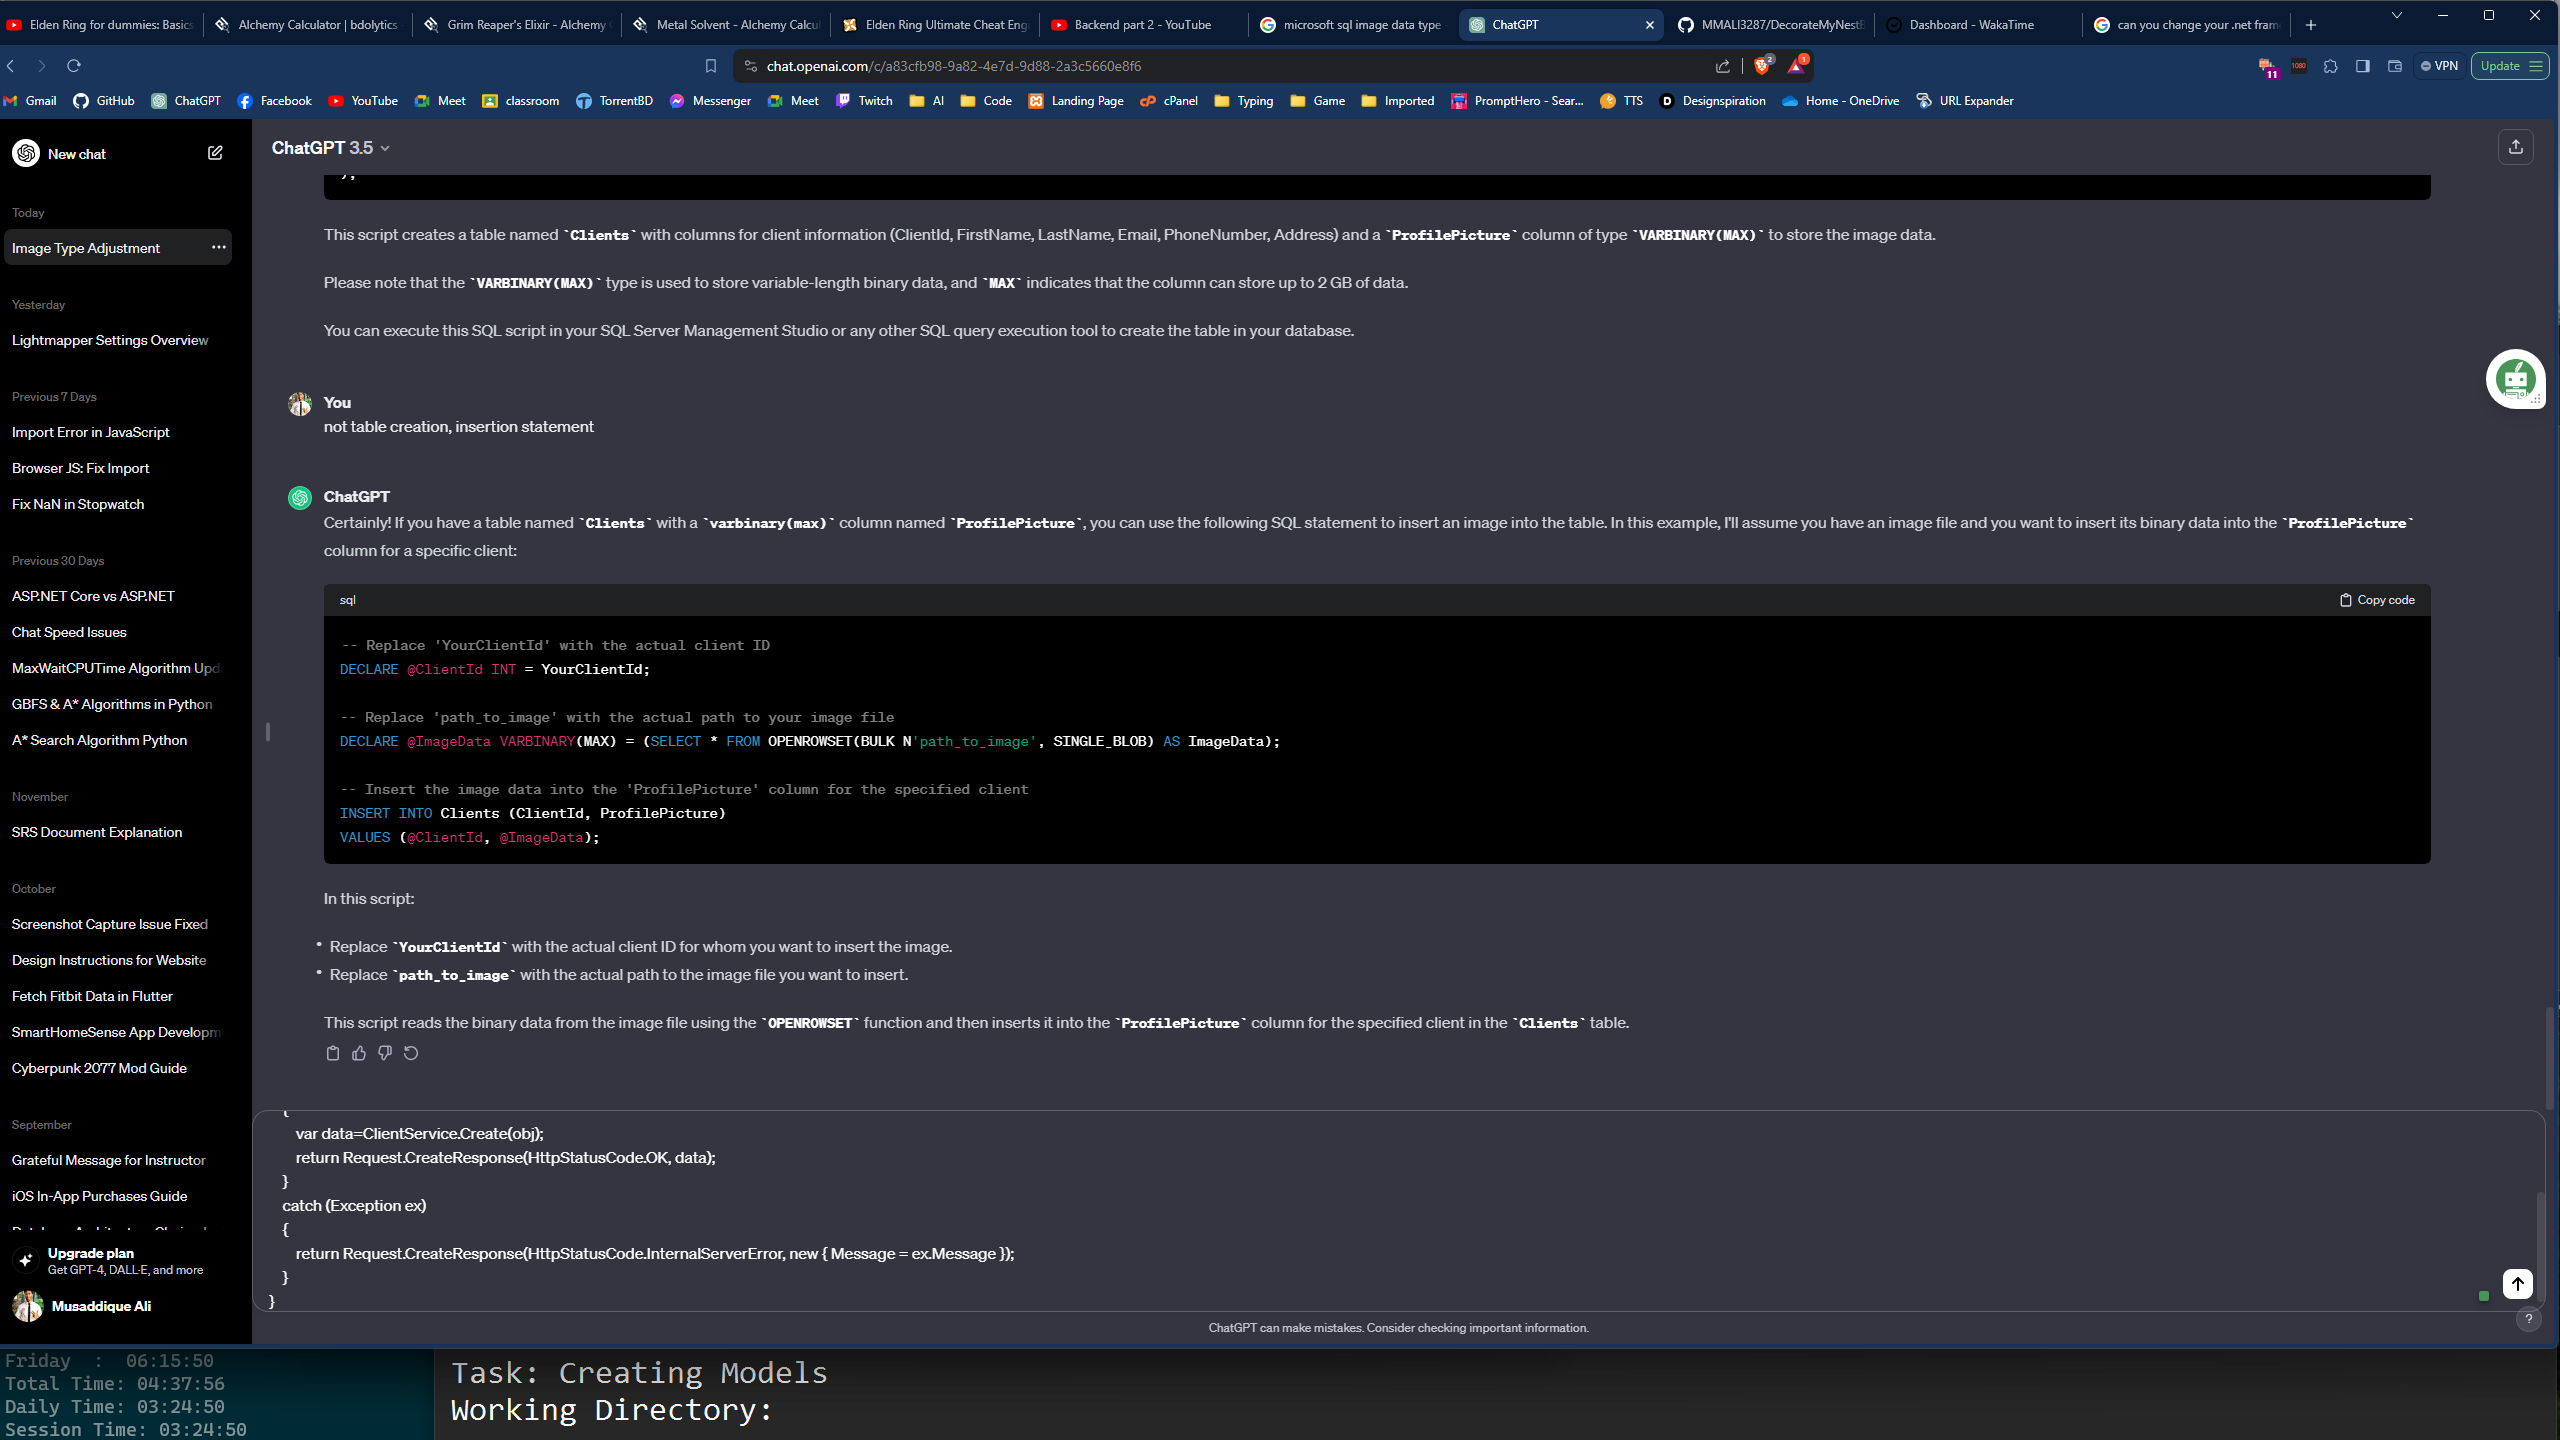 Elden Ring for dummies: Basics
Alchemy Calculator | bdolytics
Grim Reaper's Elixir - Alchemy
Metal Solvent - Alchemy Calcu
Elden Ring Ultimate Cheat Eng
Backend part 2 - YouTube
microsoft sql image data type
ChatGPT
MMALI3287/DecorateMyNestB
Dashboard - WakaTime
can you change your .net fram
chat.openai.com/c/a83cfb98-9a82-4e7d-9d88-2a3c5660e8f6
2
1
11
1080
VPN
Update
Gmail
GitHub
ChatGPT
Facebook
YouTube
Meet
classroom
TorrentBD
Messenger
Meet
Twitch
AI
Code
Landing Page
cPanel
Typing
Game
Imported
PromptHero - Sear...
TTS
Designspiration
Home - OneDrive
URL Expander
New chat
Today
Image Type Adjustment
Yesterday
Lightmapper Settings Overview
Previous 7 Days
Import Error in JavaScript
Browser JS: Fix Import
Fix NaN in Stopwatch
Previous 30 Days
ASP.NET Core vs ASP.NET
Chat Speed Issues
MaxWaitCPUTime Algorithm Upd
GBFS & A* Algorithms in Python
A* Search Algorithm Python
November
SRS Document Explanation
October
Screenshot Capture Issue Fixed
Design Instructions for Website
Fetch Fitbit Data in Flutter
SmartHomeSense App Developm
Cyberpunk 2077 Mod Guide
September
Grateful Message for Instructor
iOS In-App Purchases Guide
Upgrade plan
Get GPT-4, DALL·E, and more
Musaddique Ali
ChatGPT 3.5
);
This script creates a table named `Clients` with columns for client information (ClientId, FirstName, LastName, Email, PhoneNumber, Address) and a `ProfilePicture` column of type `VARBINARY(MAX)` to store the image data.
Please note that the `VARBINARY(MAX)` type is used to store variable-length binary data, and `MAX` indicates that the column can store up to 2 GB of data.
You can execute this SQL script in your SQL Server Management Studio or any other SQL query execution tool to create the table in your database.
You
not table creation, insertion statement
ChatGPT
Certainly! If you have a table named `Clients` with a `varbinary(max)` column named `ProfilePicture`, you can use the following SQL statement to insert an image into the table. In this example, I'll assume you have an image file and you want to insert its binary data into the `ProfilePicture`
column for a specific client:
sql
Copy code
-- Replace 'YourClientId' with the actual client ID
DECLARE @ClientId INT = YourClientId;
-- Replace 'path_to_image' with the actual path to your image file
DECLARE @ImageData VARBINARY(MAX) = (SELECT * FROM OPENROWSET(BULK N'path_to_image', SINGLE_BLOB) AS ImageData);
-- Insert the image data into the 'ProfilePicture' column for the specified client
INSERT INTO Clients (ClientId, ProfilePicture)
VALUES (@ClientId, @ImageData);
In this script:
• Replace `YourClientId` with the actual client ID for whom you want to insert the image.
• Replace `path_to_image` with the actual path to the image file you want to insert.
This script reads the binary data from the image file using the `OPENROWSET` function and then inserts it into the `ProfilePicture` column for the specified client in the `Clients` table.
{
var data=ClientService.Create(obj);
return Request.CreateResponse(HttpStatusCode.OK, data);
}
catch (Exception ex)
{
return Request.CreateResponse(HttpStatusCode.InternalServerError, new { Message = ex.Message });
}
}
ChatGPT can make mistakes. Consider checking important information.
?
Friday : 06:15:50
Total Time: 04:37:56
Daily Time: 03:24:50
Session Time: 03:24:50
Task: Creating Models
Working Directory: